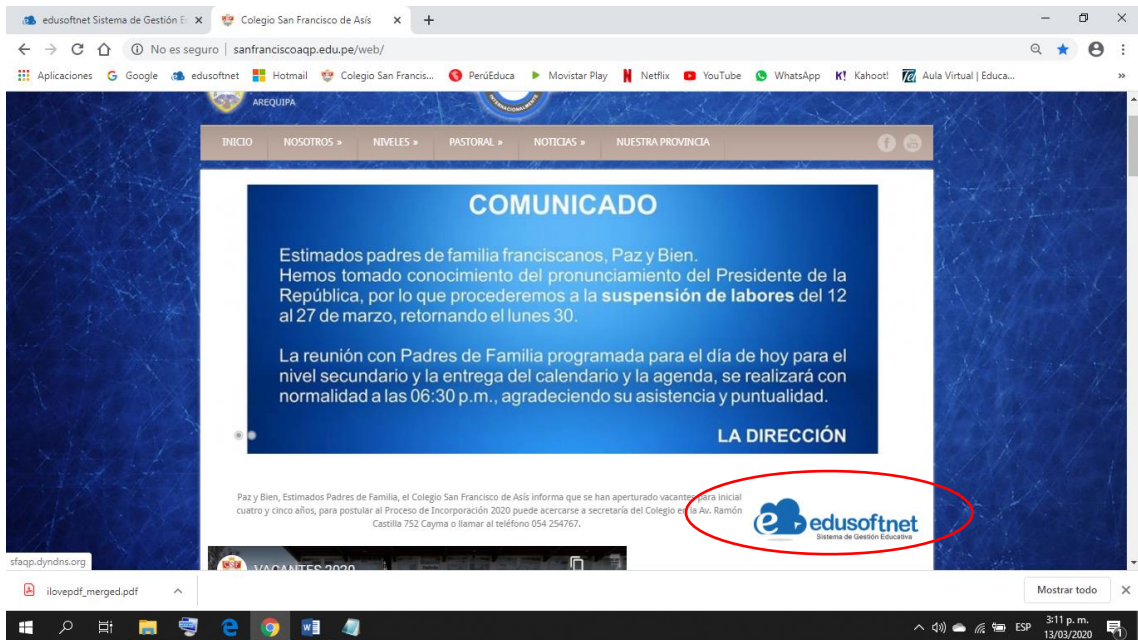 edusoftnet Sistema de Gestión E
Colegio San Francisco de Asís
No es seguro | sanfranciscoaqp.edu.pe/web/
Aplicaciones Google edusoftnet Hotmail Colegio San Francis... PerúEduca Movistar Play Netflix YouTube WhatsApp K! Kahoot! Aula Virtual | Educa... »
AREQUIPA
INTERNACIONALMENTE
INICIO NOSOTROS » NIVELES » PASTORAL » NOTICIAS » NUESTRA PROVINCIA
COMUNICADO
Estimados padres de familia franciscanos, Paz y Bien.
Hemos tomado conocimiento del pronunciamiento del Presidente de la
República, por lo que procederemos a la suspensión de labores del 12
al 27 de marzo, retornando el lunes 30.
La reunión con Padres de Familia programada para el día de hoy para el
nivel secundario y la entrega del calendario y la agenda, se realizará con
normalidad a las 06:30 p.m., agradeciendo su asistencia y puntualidad.
LA DIRECCIÓN
Paz y Bien, Estimados Padres de Familia, el Colegio San Francisco de Asís informa que se han aperturado vacantes para inicial
cuatro y cinco años, para postular al Proceso de Incorporación 2020 puede acercarse a secretaría del Colegio en la Av. Ramón
Castilla 752 Cayma o llamar al teléfono 054 254767.
edusoftnet
Sistema de Gestión Educativa
VACANTES 2020
sfaqp.dyndns.org
ilovepdf_merged.pdf
Mostrar todo
ESP
3:11 p. m.
13/03/2020